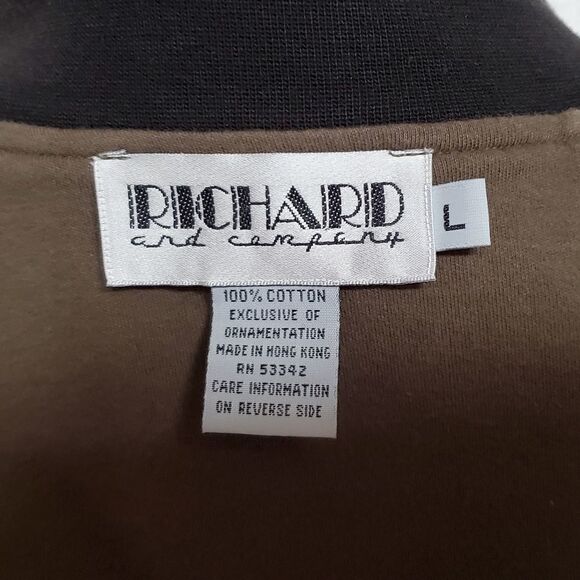 RICHARD
and company
L
100% COTTON
EXCLUSIVE OF
ORNAMENTATION
MADE IN HONG KONG
RN 53342
CARE INFORMATION
ON REVERSE SIDE